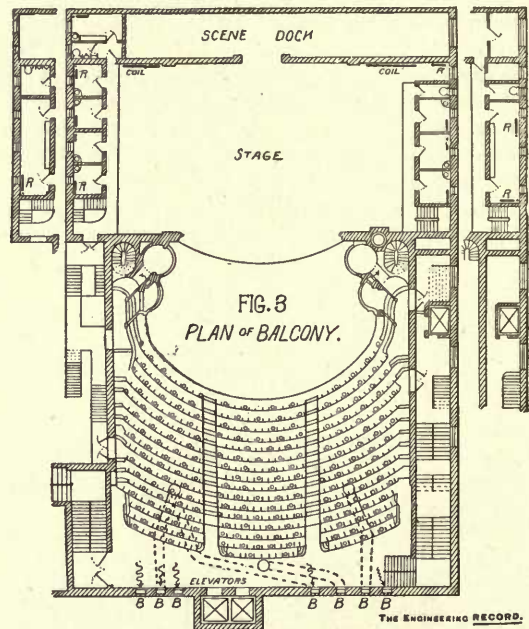 SCENE DOCK
COIL
COIL
R
R
R
STAGE
R
R
R
FIG. 3
PLAN OF BALCONY.
ELEVATORS
B B B B B B B
THE ENGINEERING RECORD.